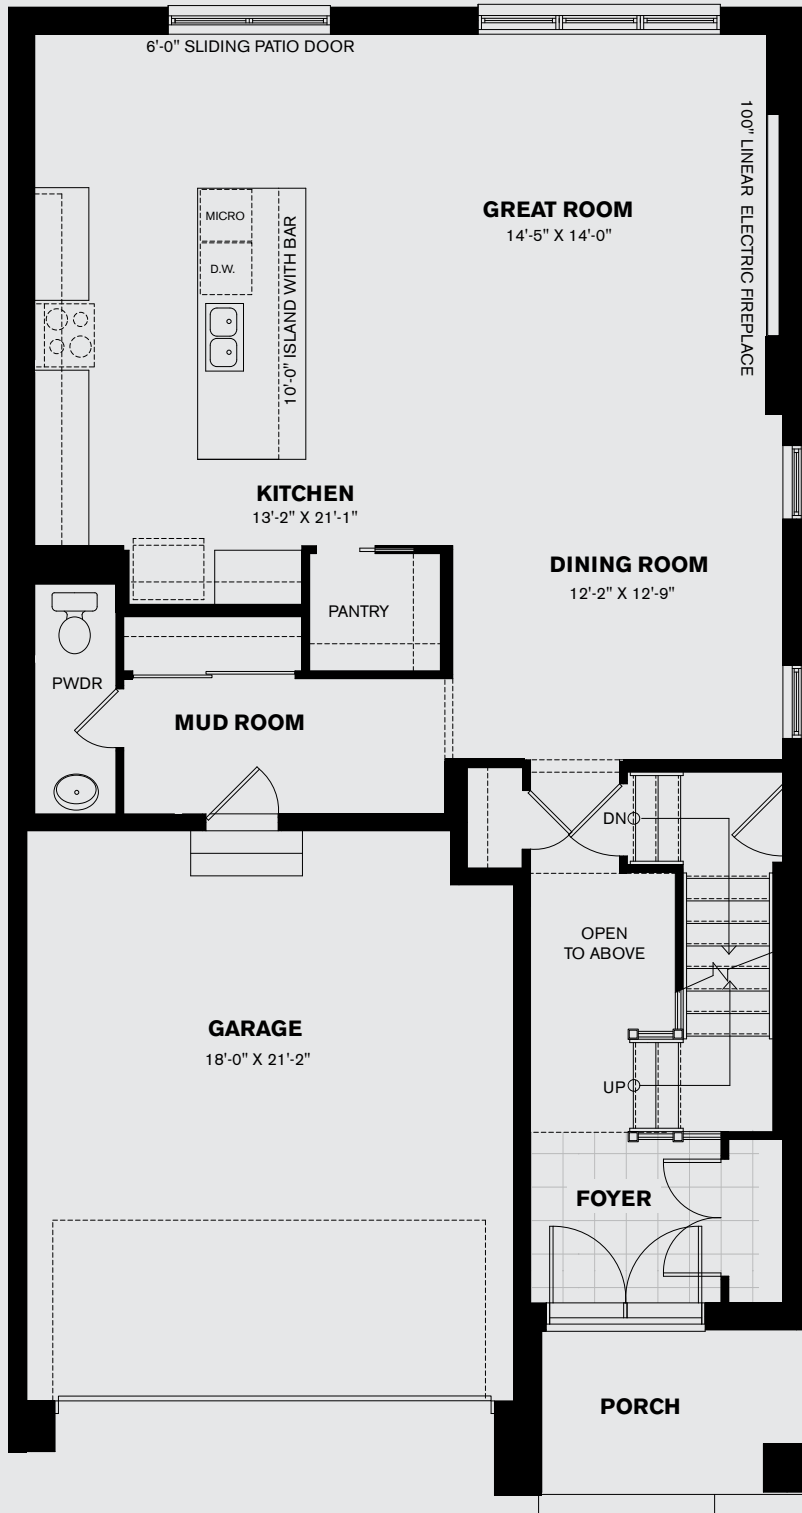 6'-0" SLIDING PATIO DOOR
100" LINEAR ELECTRIC FIREPLACE
GREAT ROOM
14'-5" X 14'-0"
MICRO
D.W.
10'-0" ISLAND WITH BAR
KITCHEN
13'-2" X 21'-1"
DINING ROOM
12'-2" X 12'-9"
PANTRY
PWDR
MUD ROOM
DN
OPEN
TO ABOVE
GARAGE
18'-0" X 21'-2"
UP
FOYER
PORCH